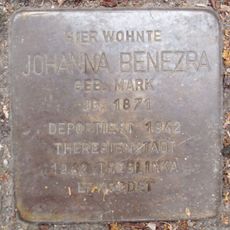 HIER WOHNTE
JOHANNA BENEZRA
GEB. MARK
JG. 1871
DEPORTIERT 1942
THERESIENSTADT
1942 TREBLINKA
ERMORDET